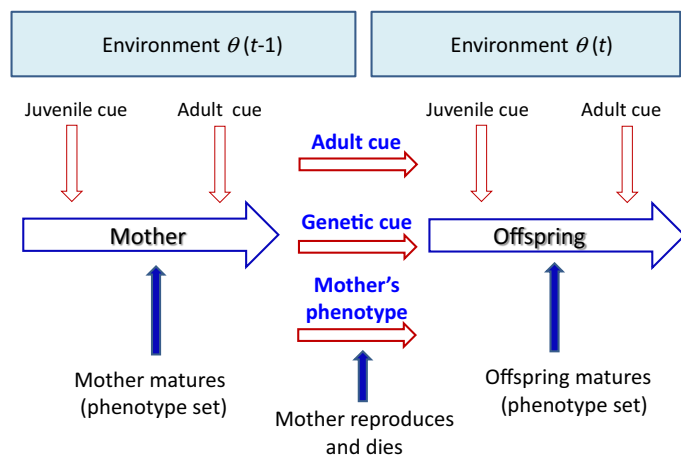 Environment θ (t-1)
Environment θ (t)
Juvenile cue
Adult cue
Adult cue
Juvenile cue
Adult cue
Mother
Genetic cue
Offspring
Mother's
phenotype
Mother matures
(phenotype set)
Mother reproduces
and dies
Offspring matures
(phenotype set)